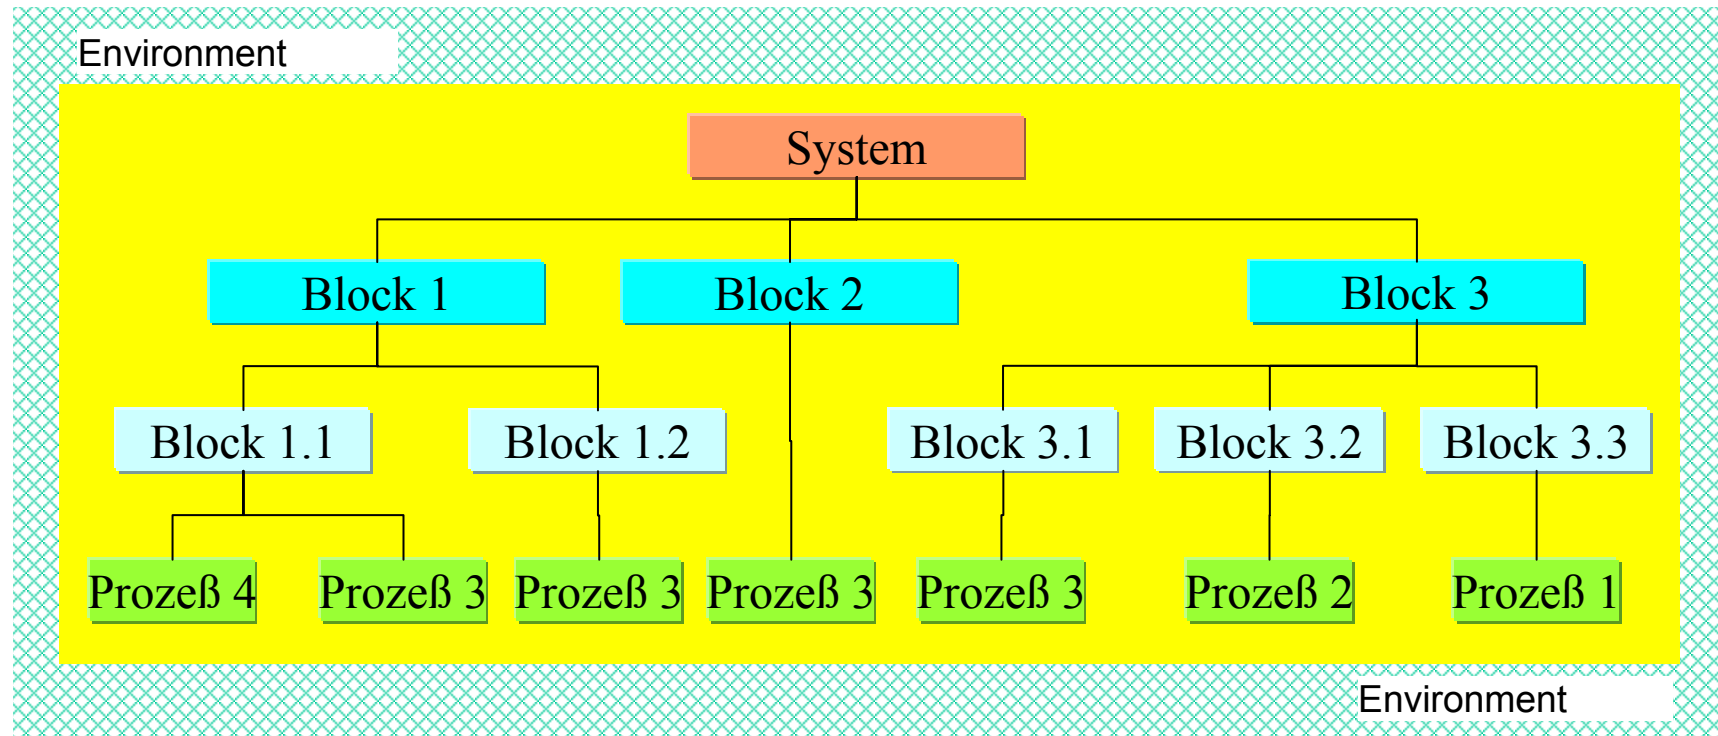 Environment
System
Block 1 Block 2 Block 3
Block 1.1 Block 1.2 Block 3.1 Block 3.2 Block 3.3
Prozeß 4 Prozeß 3 Prozeß 3 Prozeß 3 Prozeß 3 Prozeß 2 Prozeß 1
Environment